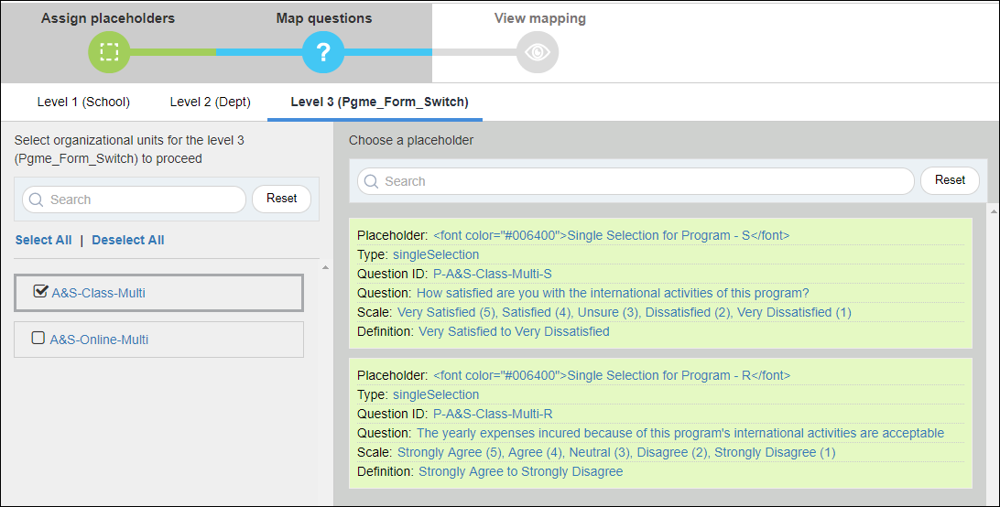 Assign placeholders
Map questions
View mapping
?
Level 1 (School)
Level 2 (Dept)
Level 3 (Pgme_Form_Switch)
Select organizational units for the level 3
(Pgme_Form_Switch) to proceed
Search
Reset
Select All | Deselect All
A&S-Class-Multi
A&S-Online-Multi
Choose a placeholder
Search
Reset
Placeholder: <font color="#006400">Single Selection for Program - S</font>
Type: singleSelection
Question ID: P-A&S-Class-Multi-S
Question: How satisfied are you with the international activities of this program?
Scale: Very Satisfied (5), Satisfied (4), Unsure (3), Dissatisfied (2), Very Dissatisfied (1)
Definition: Very Satisfied to Very Dissatisfied
Placeholder: <font color="#006400">Single Selection for Program - R</font>
Type: singleSelection
Question ID: P-A&S-Class-Multi-R
Question: The yearly expenses incured because of this program's international activities are acceptable
Scale: Strongly Agree (5), Agree (4), Neutral (3), Disagree (2), Strongly Disagree (1)
Definition: Strongly Agree to Strongly Disagree